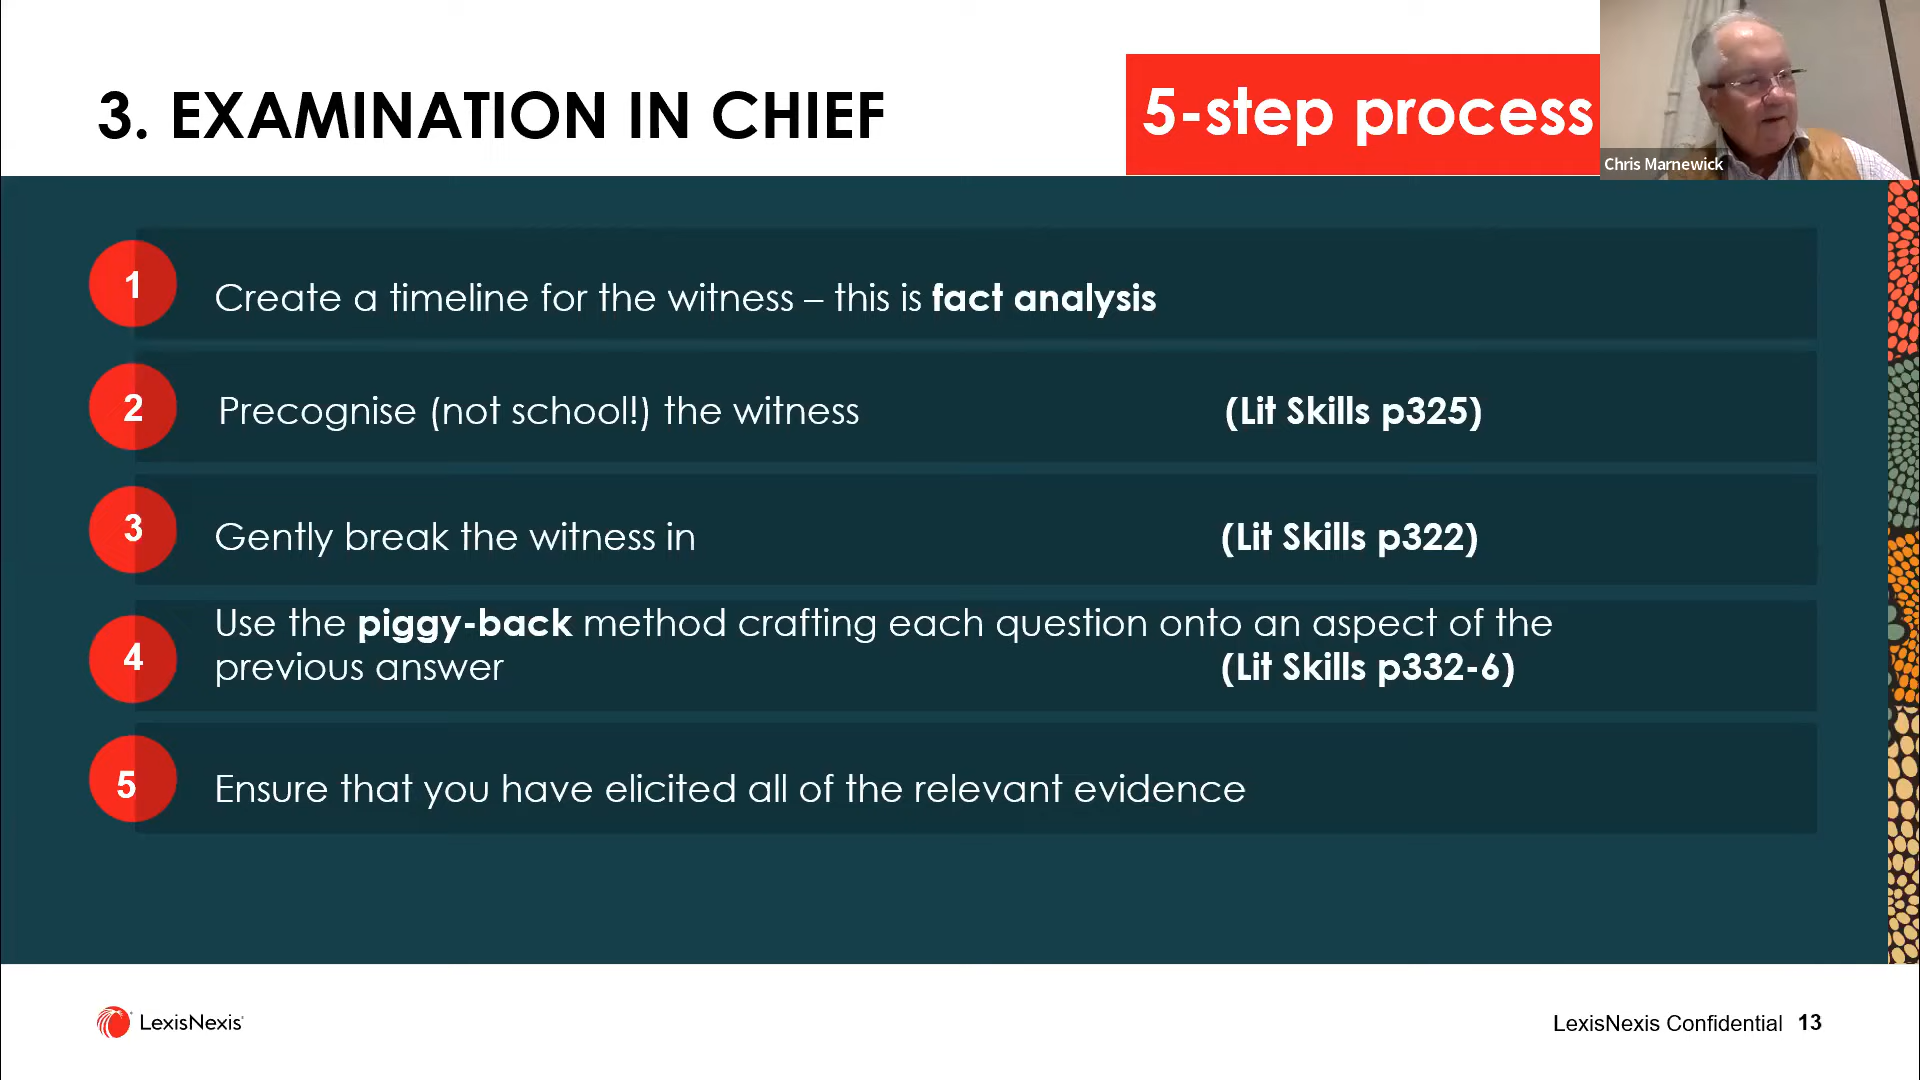 3. EXAMINATION IN CHIEF
5-step process
Chris Marnewick
1
Create a timeline for the witness – this is fact analysis
2
Precognise (not school!) the witness (Lit Skills p325)
3
Gently break the witness in (Lit Skills p322)
4
Use the piggy-back method crafting each question onto an aspect of the
previous answer (Lit Skills p332-6)
5
Ensure that you have elicited all of the relevant evidence
LexisNexis
LexisNexis Confidential 13